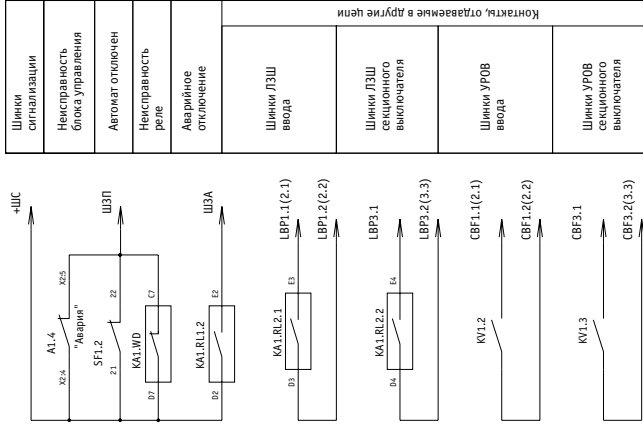 Шинки
сигнализации
Неисправность
блока управления
Автомат отключен
Неисправность
реле
Аварийное
отключение
Шинки ЛЗШ
ввода
Шинки ЛЗШ
секционного
выключателя
Шинки УРОВ
ввода
Шинки УРОВ
секционного
выключателя
Контакты, отдаваемые в другие цепи
+ШС
A1.4
X2:4
X2:5
"Авария"
ШЗП
SF1.2
21
22
KA1.WD
D7
C7
ШЗА
KA1.RL1.2
D2
E2
LBP1.1(2.1)
KA1.RL2.1
D3
E3
LBP1.2(2.2)
LBP3.1
KA1.RL2.2
D4
E4
LBP3.2(3.3)
CBF1.1(2.1)
KV1.2
CBF1.2(2.2)
CBF3.1
KV1.3
CBF3.2(3.3)